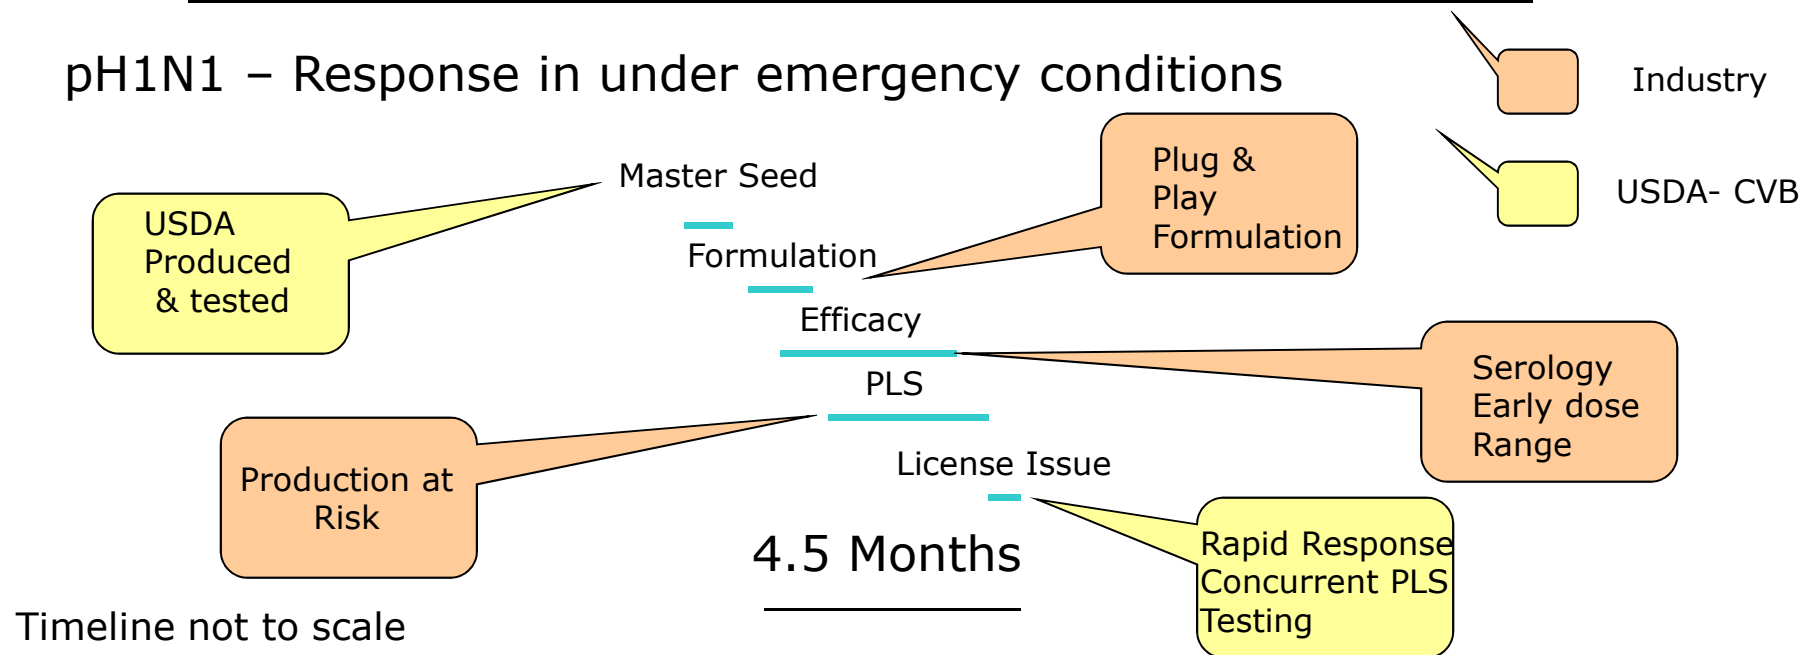 pH1N1 – Response in under emergency conditions
Industry
USDA- CVB
Master Seed
USDA
Produced
& tested
Plug &
Play
Formulation
Formulation
Efficacy
PLS
Serology
Early dose
Range
Production at
Risk
License Issue
Rapid Response
Concurrent PLS
Testing
4.5 Months
Timeline not to scale